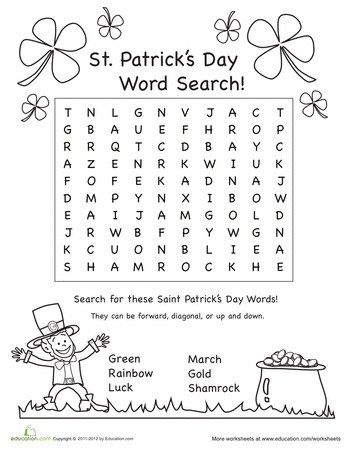 St. Patrick's Day
Word Search!
T N L G N V J A C T
G B A U E F H R O P
R R Q T C D B A Y C
A Z E N R K W I U K
F O F E K A D N A J
D M P Y N X I B O W
E A I J A M G O L D
J R W B F P Y W G N
K C U O N B L I E A
S H A M R O C K H E
Search for these Saint Patrick's Day Words!
They can be forward, diagonal, or up and down.
Green March
Rainbow Gold
Luck Shamrock
education.com Copyright © 2011-2012 by Education.com More worksheets at www.education.com/worksheets